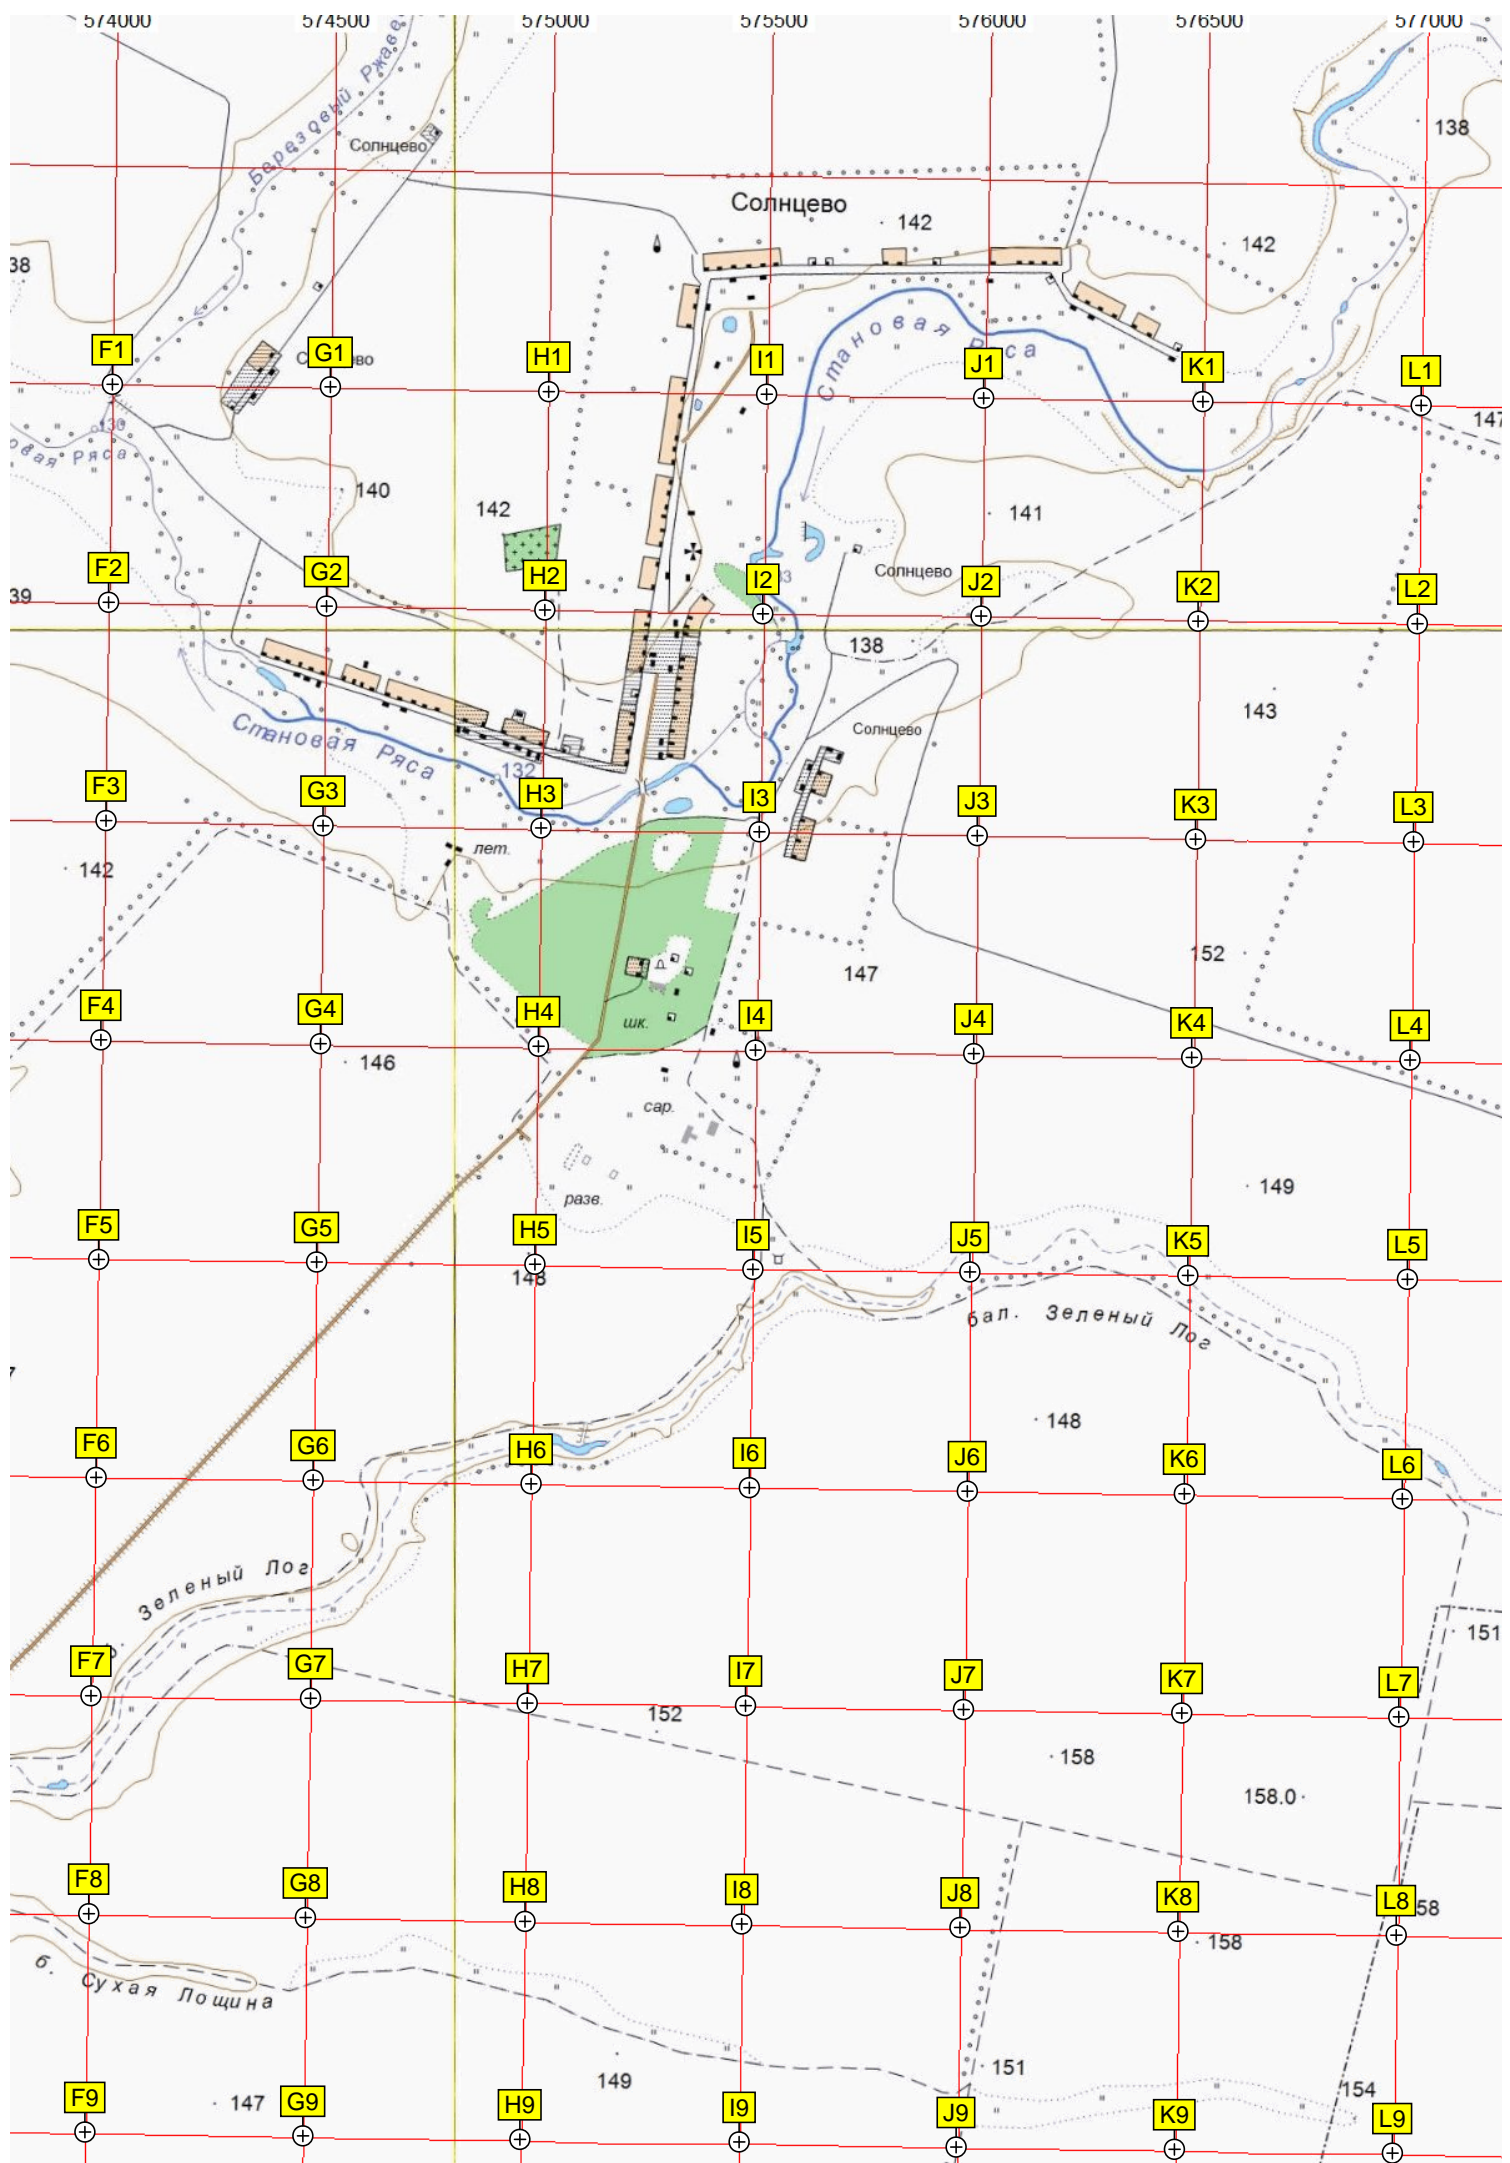 574000 574500 575000 575500 576000 576500 577000
Березовый Ржавец
Солнцево
138
Солнцево
142
142
38
F1 G1 H1 I1 J1 K1 L1
Становая Ряса
130
147
140
142
141
F2 G2 H2 I2 J2 K2 L2
Солнцево
39
138
143
Становая Ряса
132
Солнцево
F3 G3 H3 I3 J3 K3 L3
лет.
142
147
152
F4 G4 H4 I4 J4 K4 L4
шк.
146
сар.
149
разв.
F5 G5 H5 I5 J5 K5 L5
148
бал. Зеленый Лог
148
F6 G6 H6 I6 J6 K6 L6
Зеленый Лог
151
F7 G7 H7 I7 J7 K7 L7
152
158
158.0
F8 G8 H8 I8 J8 K8 L8
58
158
б. Сухая Лощина
151
149
154
147
F9 G9 H9 I9 J9 K9 L9